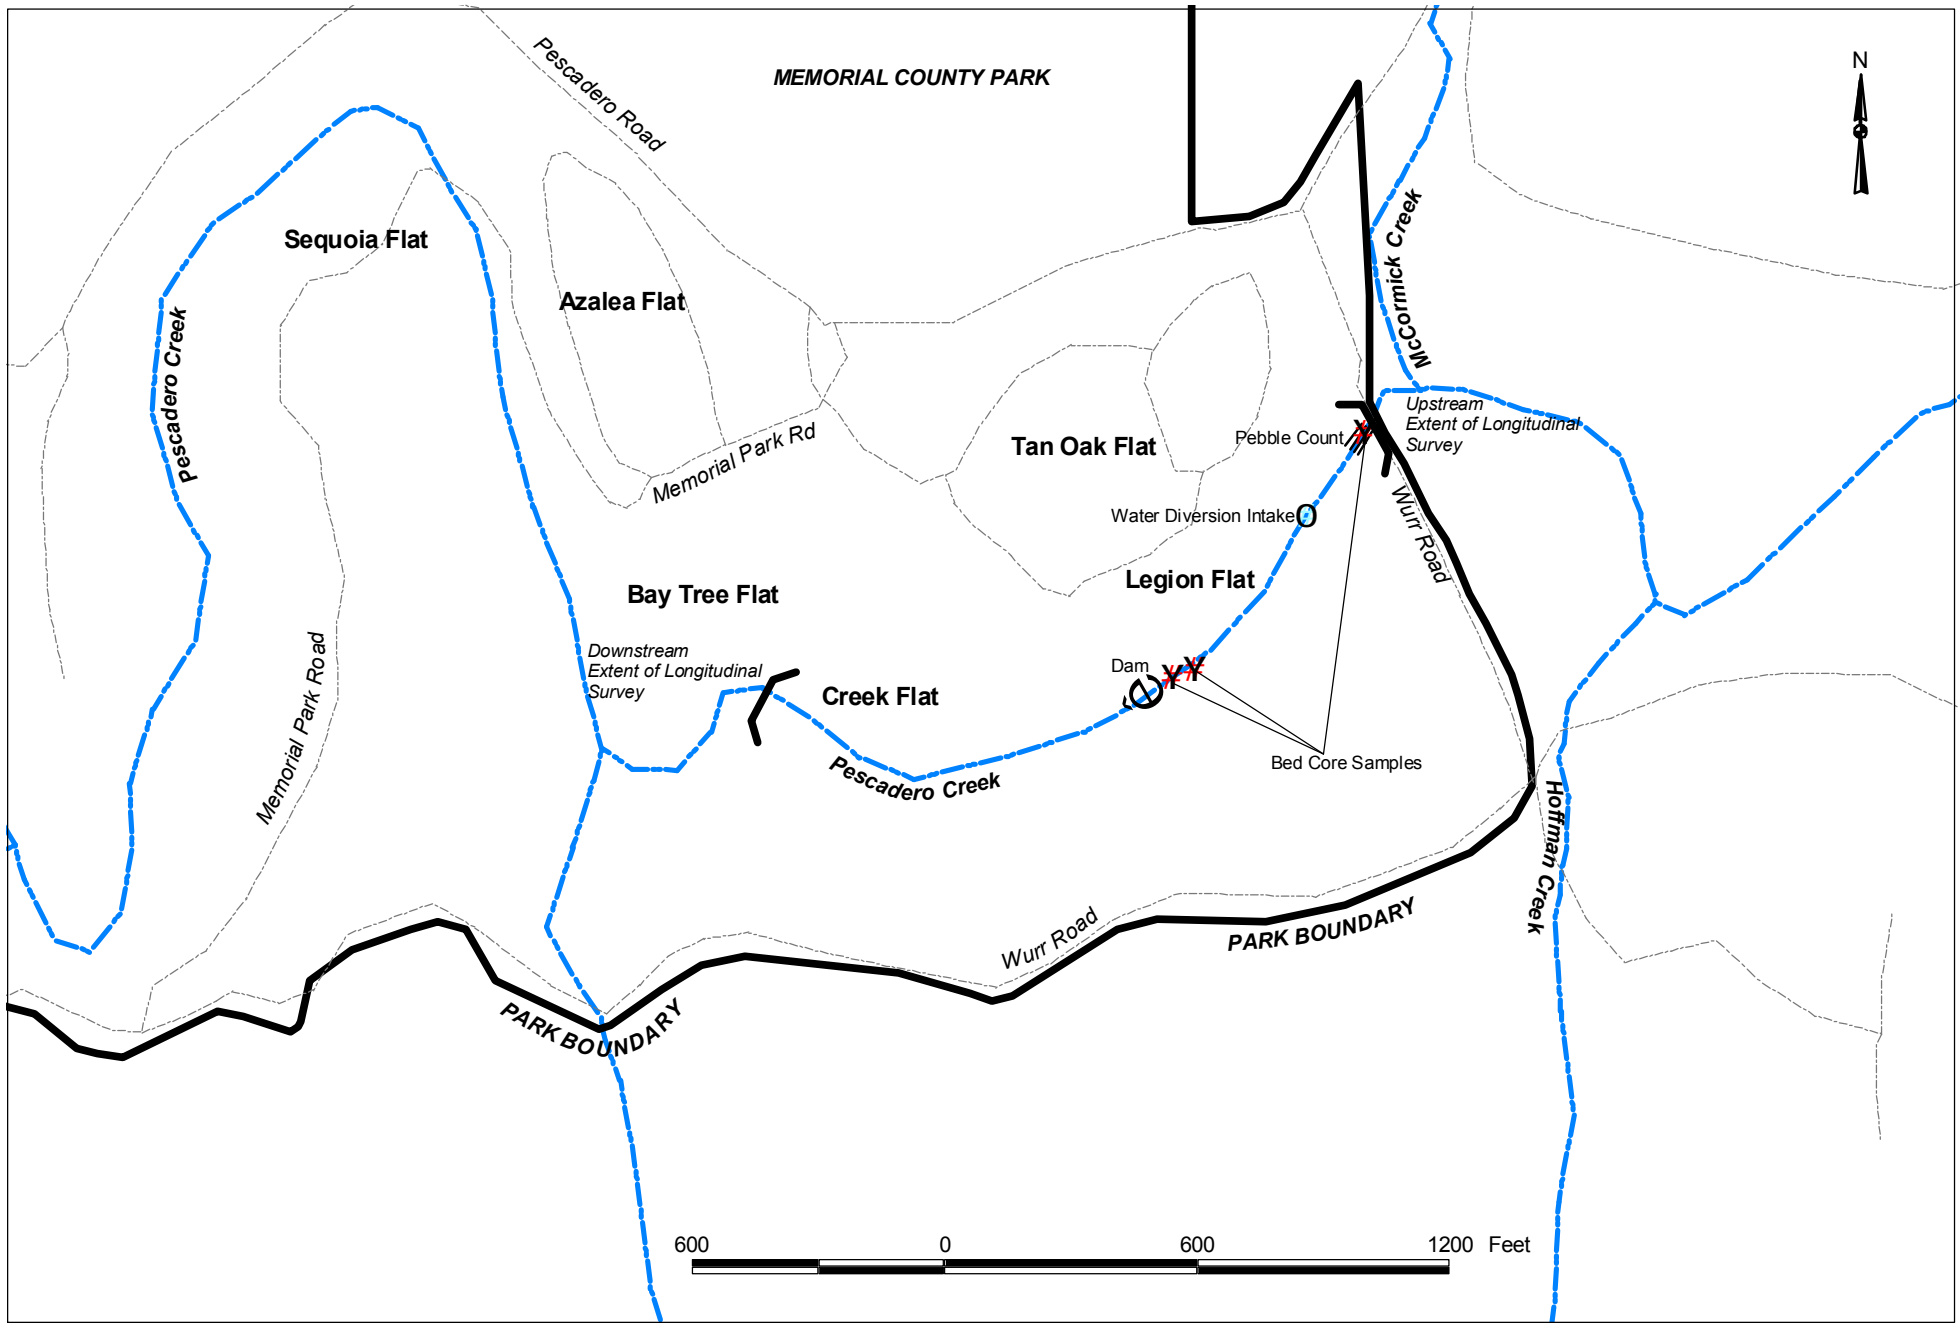 MEMORIAL COUNTY PARK
N
Pescadero Road
McCormick Creek
Sequoia Flat
Azalea Flat
Pescadero Creek
Upstream
Extent of Longitudinal
Survey
Pebble Count
Tan Oak Flat
Memorial Park Rd
Water Diversion Intake
Wurr Road
Legion Flat
Bay Tree Flat
Downstream
Extent of Longitudinal
Survey
Dam
Creek Flat
Memorial Park Road
Bed Core Samples
Pescadero Creek
Hoffman Creek
Wurr Road
PARK BOUNDARY
PARK BOUNDARY
600 0 600 1200 Feet